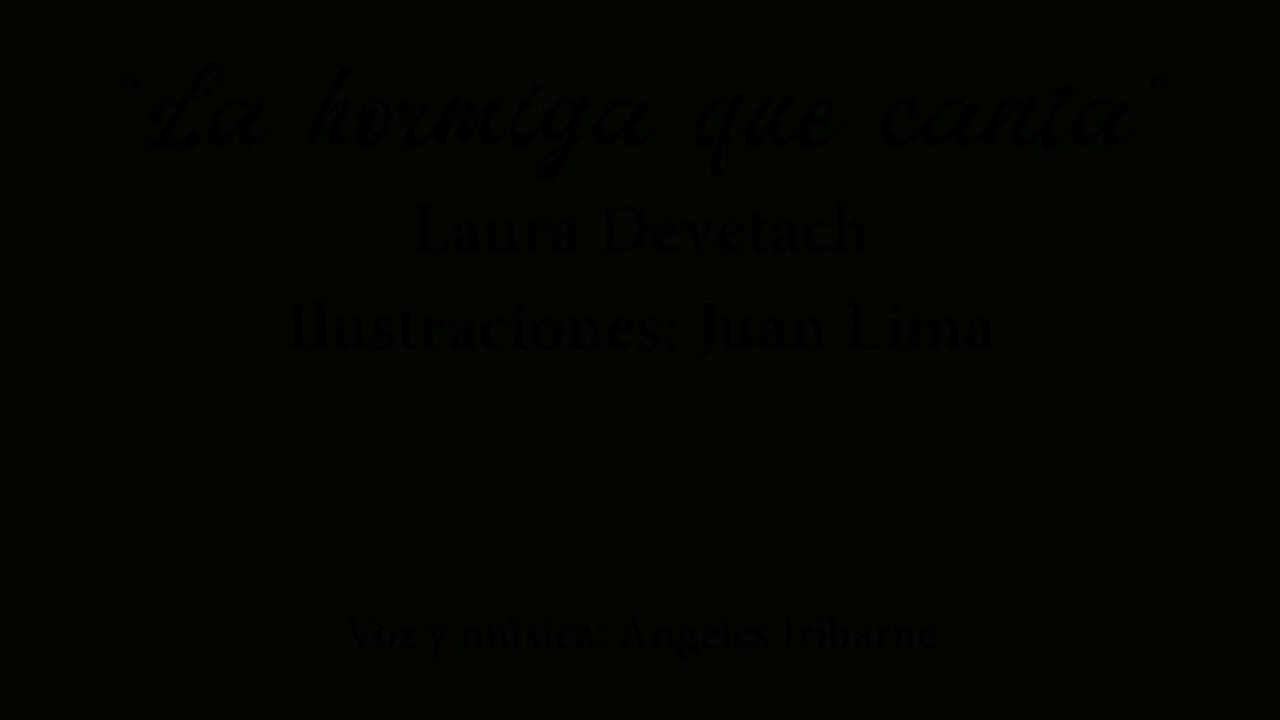 "La hormiga que canta"
Laura Devetach
Ilustraciones: Juan Lima
Voz y música: Ángeles Iribarne